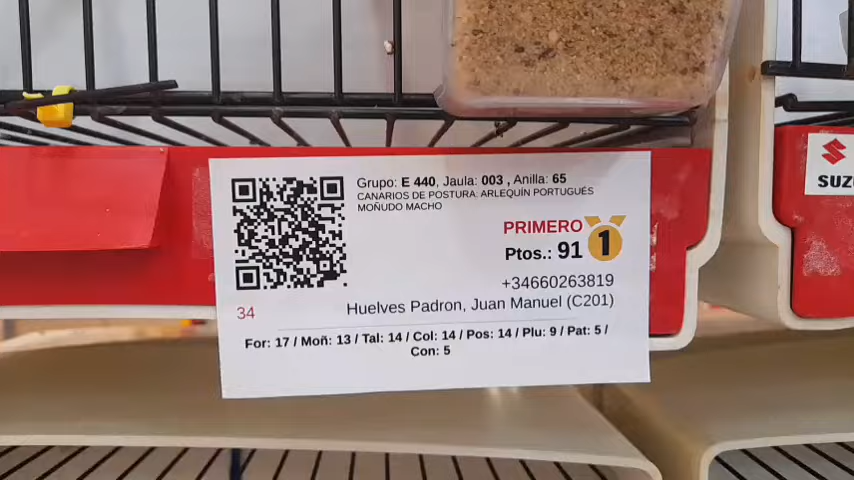 Grupo: E 440, Jaula: 003 , Anilla: 65
CANARIOS DE POSTURA. ARLEQUÍN PORTUGUÉS
MOÑUDO MACHO
PRIMERO
1
Ptos.: 91
+34660263819
34
Huelves Padron, Juan Manuel (C201)
For: 17 / Moñ: 13 / Tal: 14 / Col: 14 / Pos: 14 / Plu: 9 / Pat: 5 /
Con: 5